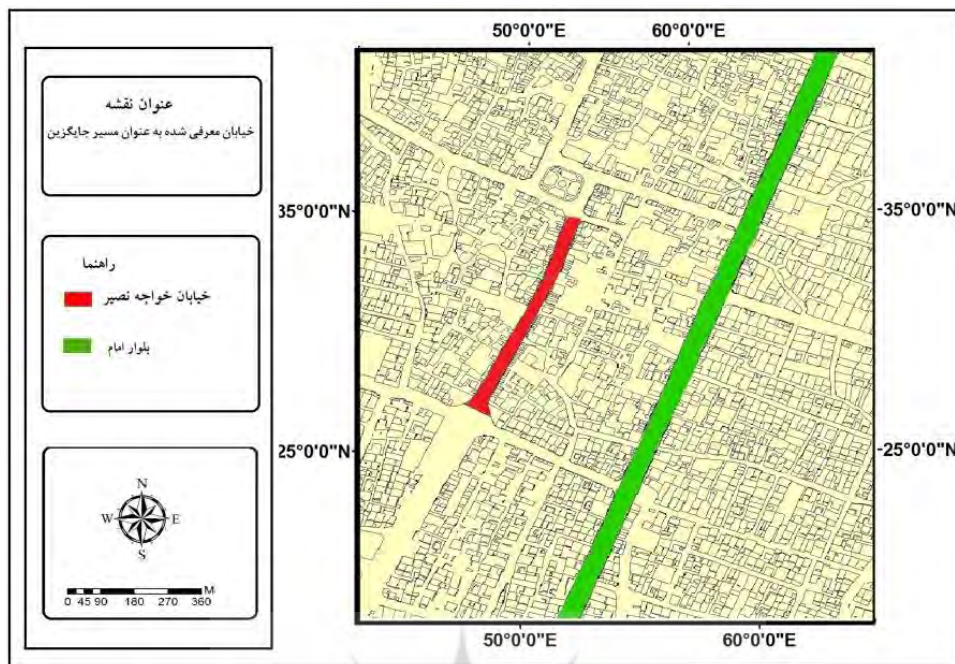 50°0'0"E 60°0'0"E
عنوان نقشه
خیابان معرفی شده به عنوان مسیر جایگزین
35°0'0"N 35°0'0"N
راهنما
خیابان خواجه نصیر
بلوار امام
25°0'0"N 25°0'0"N
N
W E
S
M
0 45 90 180 270 360
50°0'0"E 60°0'0"E